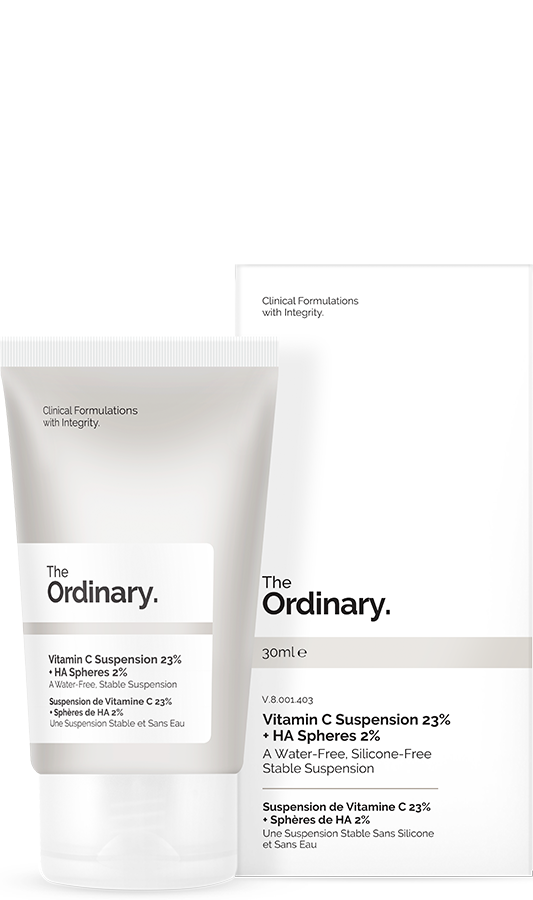 Clinical Formulations
with Integrity.
The
Ordinary.
Vitamin C Suspension 23%
+ HA Spheres 2%
A Water-Free, Stable Suspension
Suspension de Vitamine C 23%
+ Sphères de HA 2%
Une Suspension Stable et Sans Eau
Clinical Formulations
with Integrity.
The
Ordinary.
30ml ℮
V.8.001.403
Vitamin C Suspension 23%
+ HA Spheres 2%
A Water-Free, Silicone-Free
Stable Suspension
Suspension de Vitamine C 23%
+ Sphères de HA 2%
Une Suspension Stable Sans Silicone
et Sans Eau